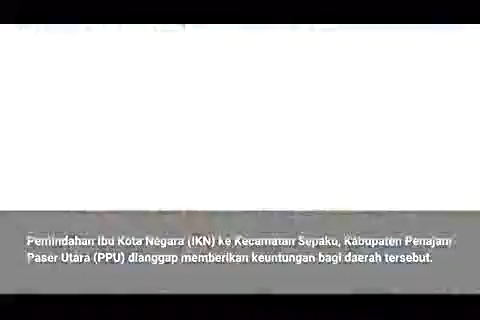 Pemindahan Ibu Kota Negara (IKN) ke Kecamatan Sepaku, Kabupaten Penajam
Paser Utara (PPU) dianggap memberikan keuntungan bagi daerah tersebut.